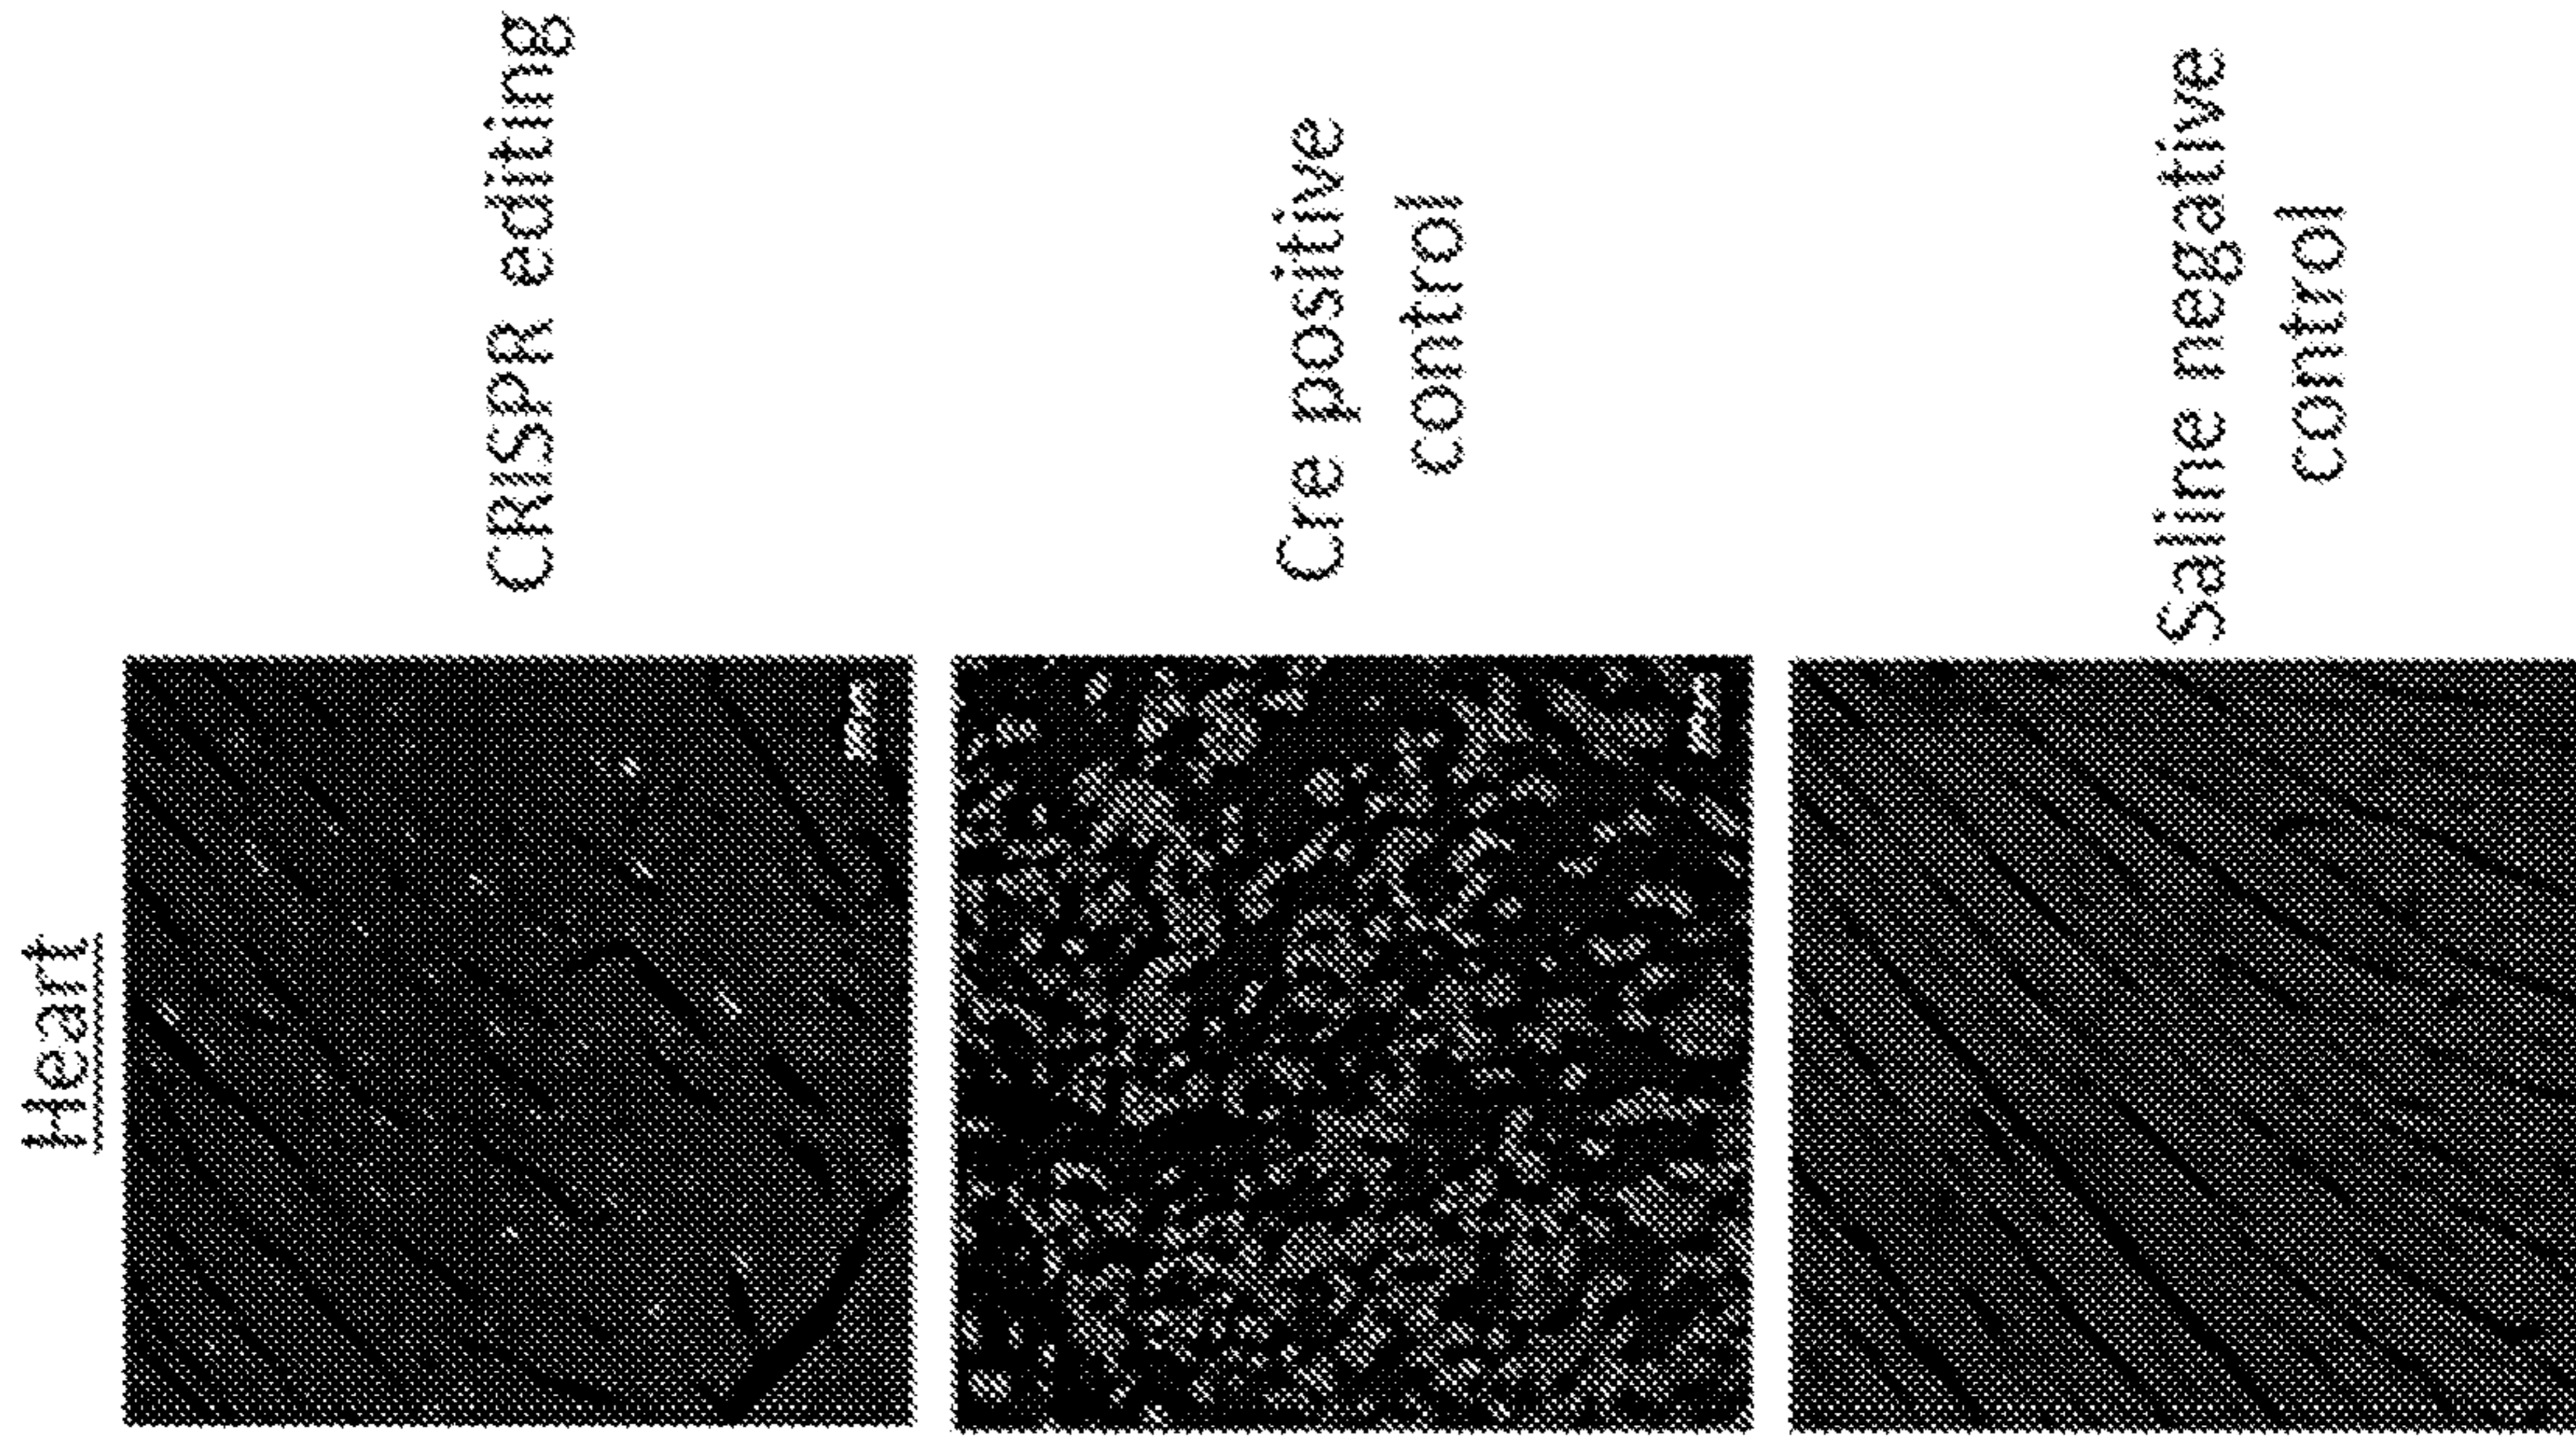 Heart
CRISPR editing
Cre positive
control
Saline negative
control